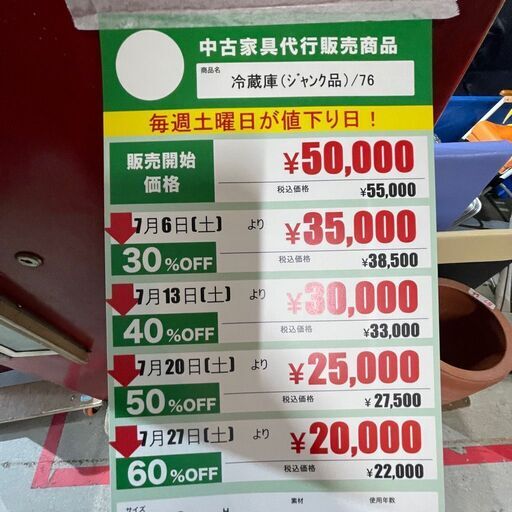 中古家具代行販売商品
商品名
冷蔵庫(ｼﾞｬﾝｸ品)/76
毎週土曜日が値下り日！
販売開始
価格
¥50,000
税込価格 ¥55,000
7月6日(土) より ¥35,000
30%OFF 税込価格 ¥38,500
7月13日(土) より ¥30,000
40%OFF 税込価格 ¥33,000
7月20日(土) より ¥25,000
50%OFF 税込価格 ¥27,500
7月27日(土) より ¥20,000
60%OFF 税込価格 ¥22,000
サイズ 素材 使用年数